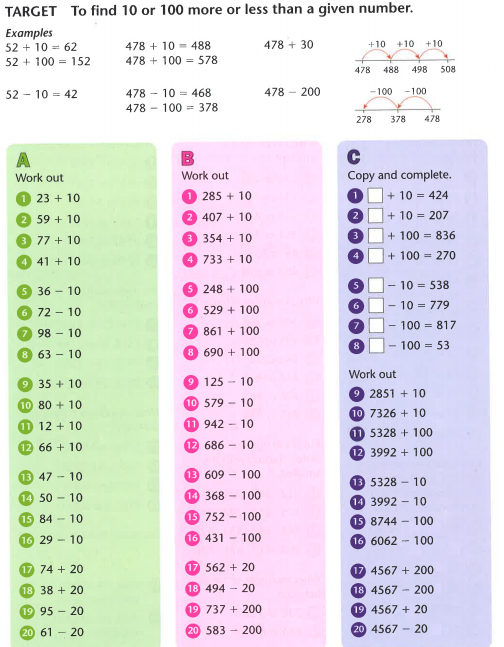 TARGET To find 10 or 100 more or less than a given number.
Examples
52 + 10 = 62
52 + 100 = 152
52 − 10 = 42
478 + 10 = 488
478 + 100 = 578
478 − 10 = 468
478 − 100 = 378
478 + 30
+10 +10 +10
478 488 498 508
478 − 200
−100 −100
278 378 478
A
Work out
1 23 + 10
2 59 + 10
3 77 + 10
4 41 + 10
5 36 − 10
6 72 − 10
7 98 − 10
8 63 − 10
9 35 + 10
10 80 + 10
11 12 + 10
12 66 + 10
13 47 − 10
14 50 − 10
15 84 − 10
16 29 − 10
17 74 + 20
18 38 + 20
19 95 − 20
20 61 − 20
B
Work out
1 285 + 10
2 407 + 10
3 354 + 10
4 733 + 10
5 248 + 100
6 529 + 100
7 861 + 100
8 690 + 100
9 125 − 10
10 579 − 10
11 942 − 10
12 686 − 10
13 609 − 100
14 368 − 100
15 752 − 100
16 431 − 100
17 562 + 20
18 494 − 20
19 737 + 200
20 583 − 200
C
Copy and complete.
1 □ + 10 = 424
2 □ + 10 = 207
3 □ + 100 = 836
4 □ + 100 = 270
5 □ − 10 = 538
6 □ − 10 = 779
7 □ − 100 = 817
8 □ − 100 = 53
Work out
9 2851 + 10
10 7326 + 10
11 5328 + 100
12 3992 + 100
13 5328 − 10
14 3992 − 10
15 8744 − 100
16 6062 − 100
17 4567 + 200
18 4567 − 200
19 4567 + 20
20 4567 − 20